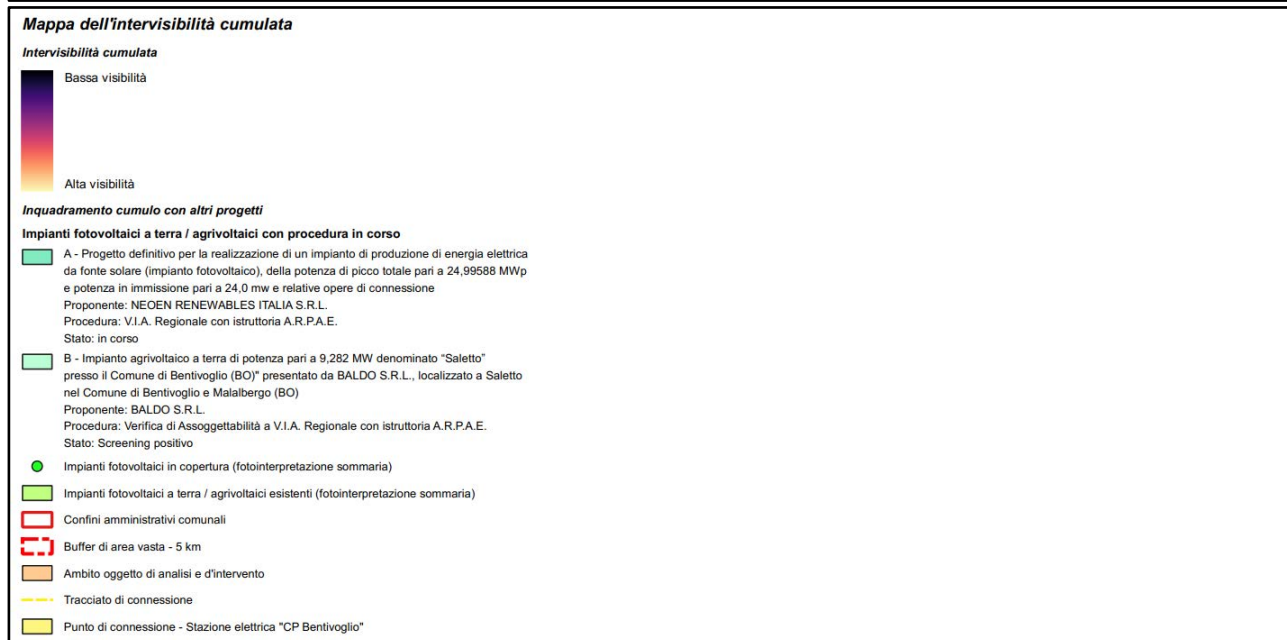 Mappa dell'intervisibilità cumulata
Intervisibilità cumulata
Bassa visibilità
Alta visibilità
Inquadramento cumulo con altri progetti
Impianti fotovoltaici a terra / agrivoltaici con procedura in corso
A - Progetto definitivo per la realizzazione di un impianto di produzione di energia elettrica
da fonte solare (impianto fotovoltaico), della potenza di picco totale pari a 24,99588 MWp
e potenza in immissione pari a 24,0 mw e relative opere di connessione
Proponente: NEOEN RENEWABLES ITALIA S.R.L.
Procedura: V.I.A. Regionale con istruttoria A.R.P.A.E.
Stato: in corso
B - Impianto agrivoltaico a terra di potenza pari a 9,282 MW denominato “Saletto”
presso il Comune di Bentivoglio (BO)" presentato da BALDO S.R.L., localizzato a Saletto
nel Comune di Bentivoglio e Malalbergo (BO)
Proponente: BALDO S.R.L.
Procedura: Verifica di Assoggettabilità a V.I.A. Regionale con istruttoria A.R.P.A.E.
Stato: Screening positivo
Impianti fotovoltaici in copertura (fotointerpretazione sommaria)
Impianti fotovoltaici a terra / agrivoltaici esistenti (fotointerpretazione sommaria)
Confini amministrativi comunali
Buffer di area vasta - 5 km
Ambito oggetto di analisi e d'intervento
Tracciato di connessione
Punto di connessione - Stazione elettrica "CP Bentivoglio"